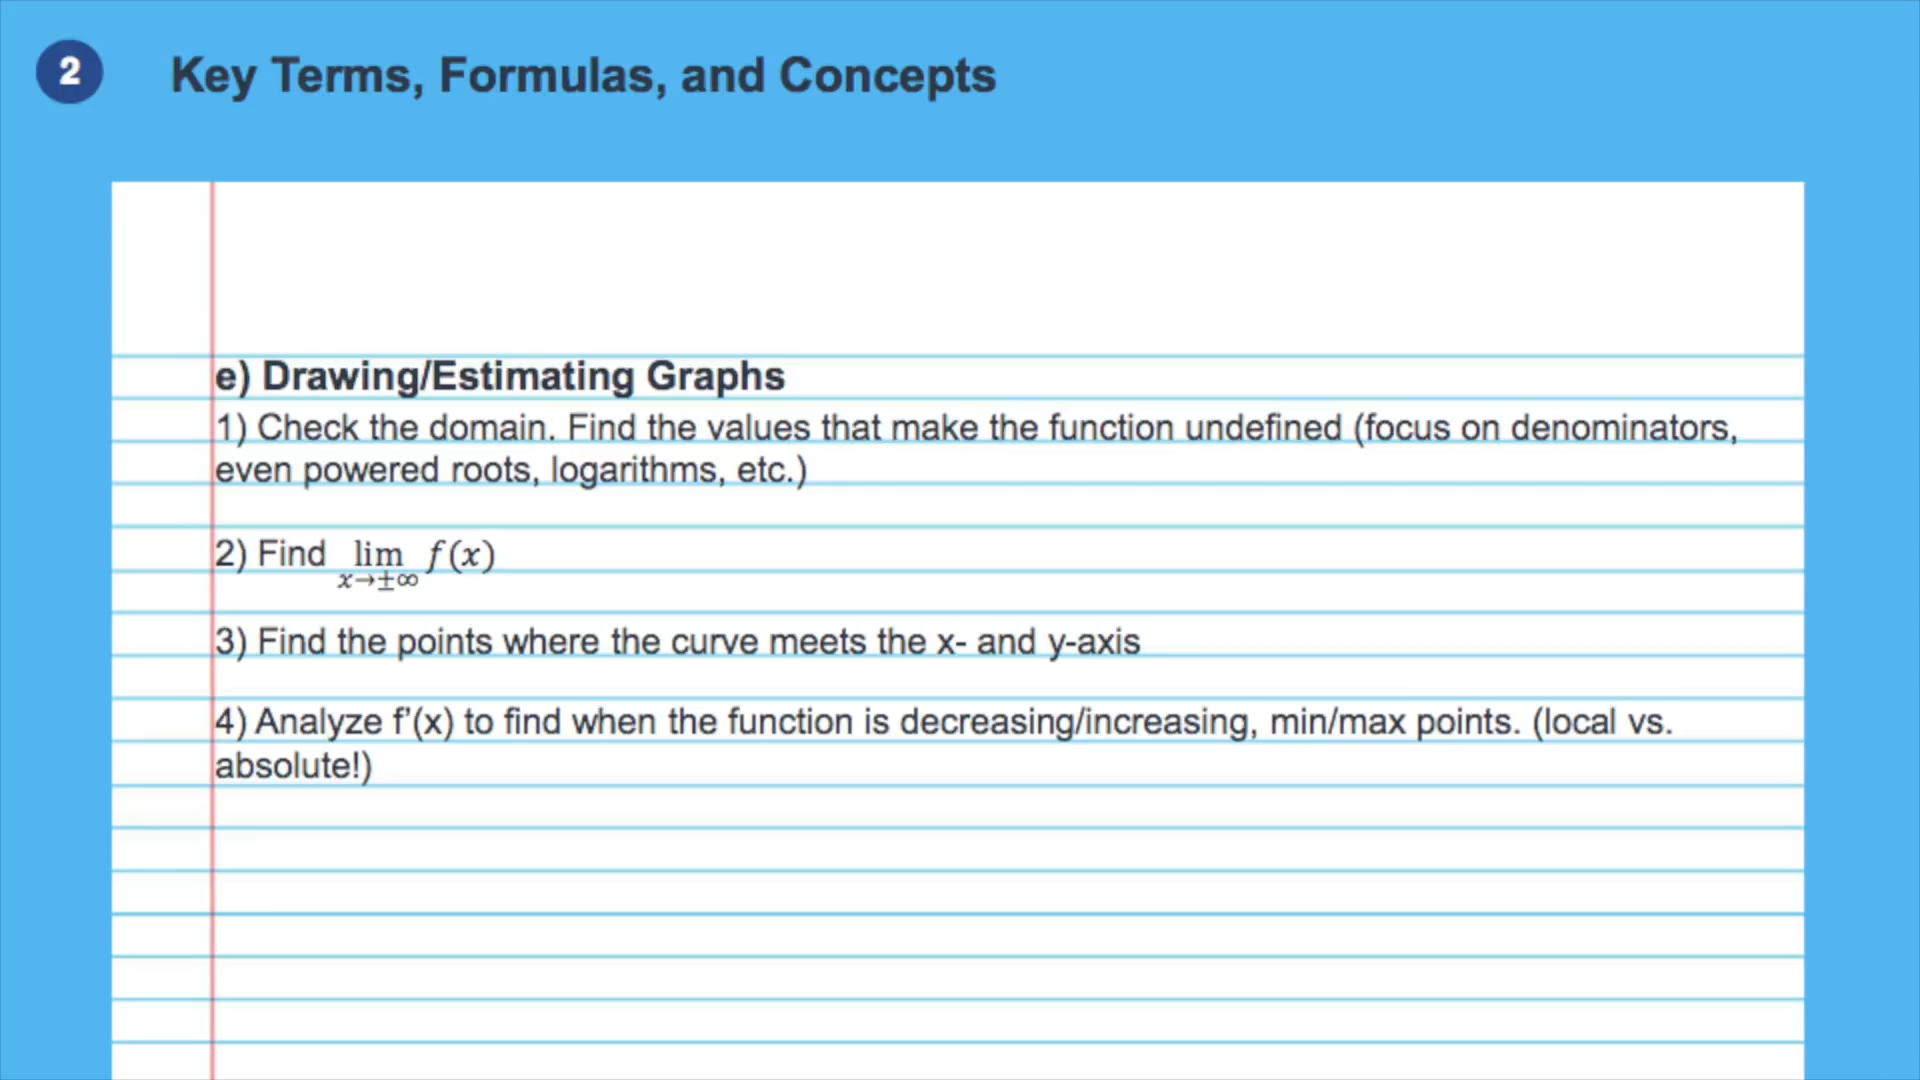 2
Key Terms, Formulas, and Concepts
e) Drawing/Estimating Graphs
1) Check the domain. Find the values that make the function undefined (focus on denominators,
even powered roots, logarithms, etc.)
2) Find lim f(x)
x→±∞
3) Find the points where the curve meets the x- and y-axis
4) Analyze f’(x) to find when the function is decreasing/increasing, min/max points. (local vs.
absolute!)